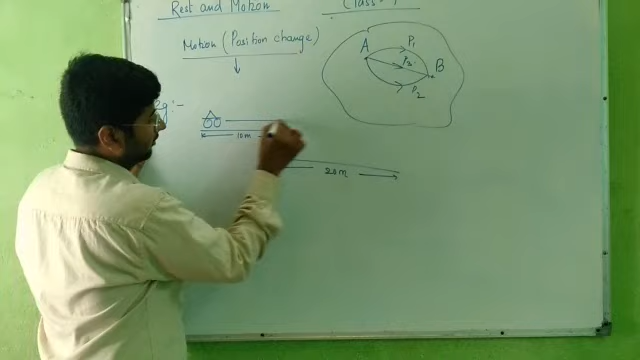 Rest and Motion
Class-
Motion (Position change)
Eg:-
A
P₁
P₃
B
P₂
10m
20m